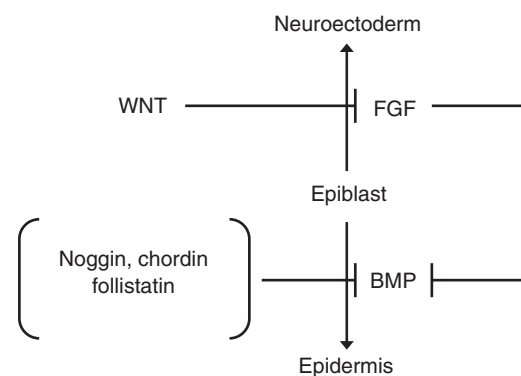 Neuroectoderm
WNT
FGF
Epiblast
Noggin, chordin
follistatin
BMP
Epidermis